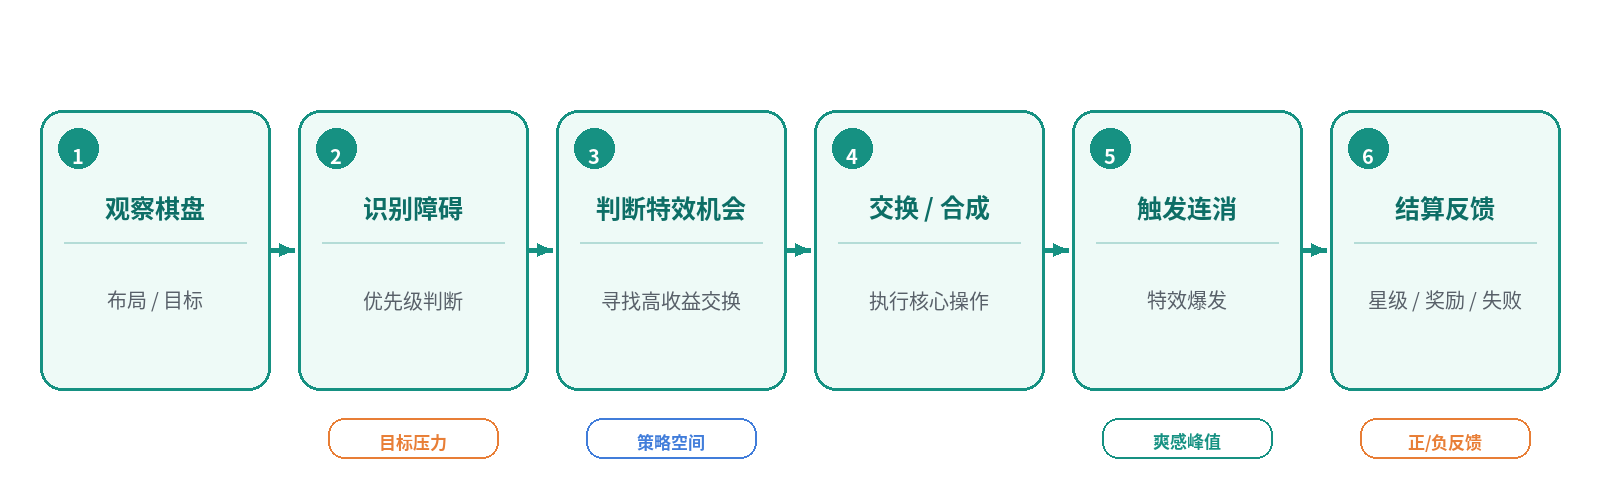 1
观察棋盘
布局 / 目标
2
识别障碍
优先级判断
目标压力
3
判断特效机会
寻找高收益交换
策略空间
4
交换 / 合成
执行核心操作
5
触发连消
特效爆发
爽感峰值
6
结算反馈
星级 / 奖励 / 失败
正/负反馈